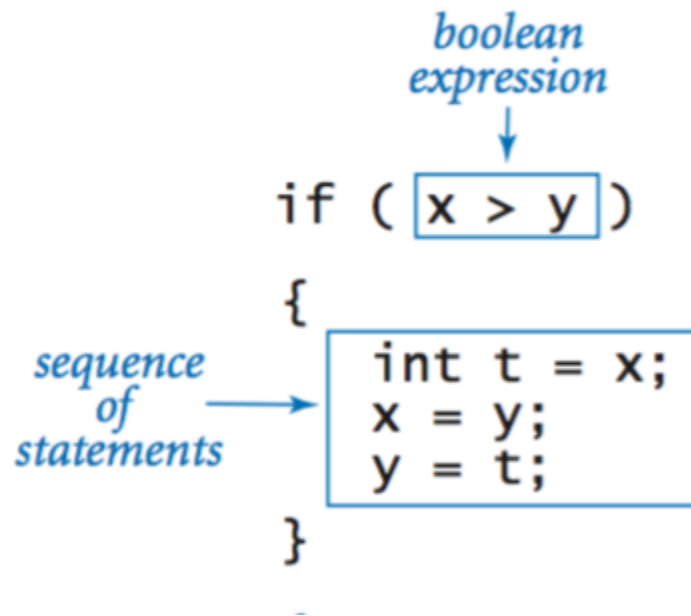 boolean
expression
if ( x > y )
{
sequence
of
statements
int t = x;
x = y;
y = t;
}